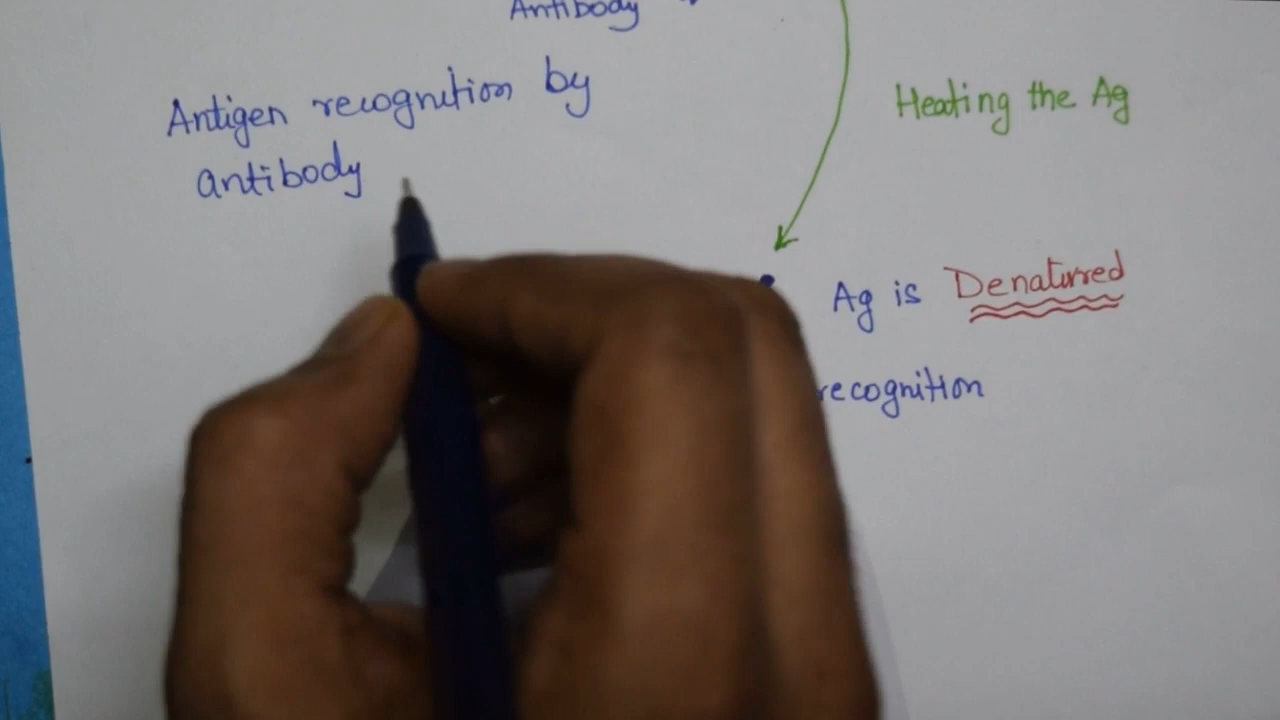 Antibody
Antigen recognition by
antibody
Heating the Ag
Ag is Denatured
recognition